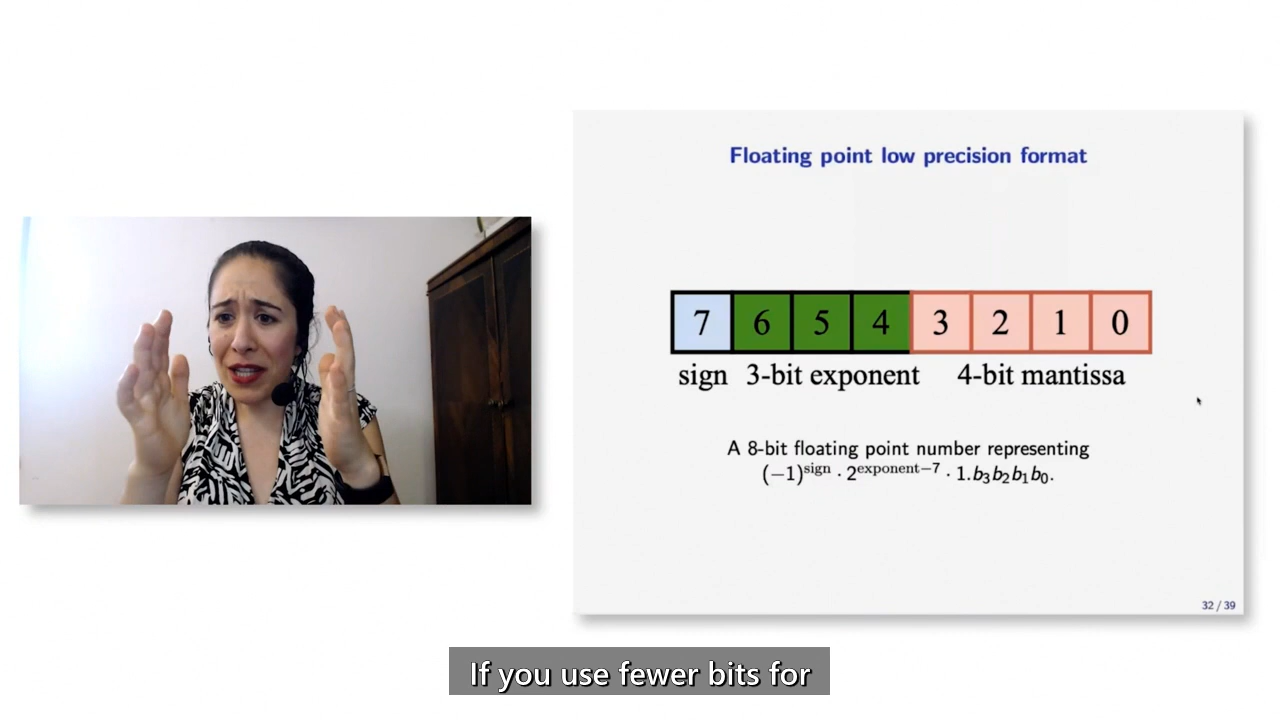 Floating point low precision format
7 6 5 4 3 2 1 0
sign 3-bit exponent 4-bit mantissa
A 8-bit floating point number representing
(−1)^sign · 2^exponent−7 · 1.b₃b₂b₁b₀.
32 / 39
If you use fewer bits for